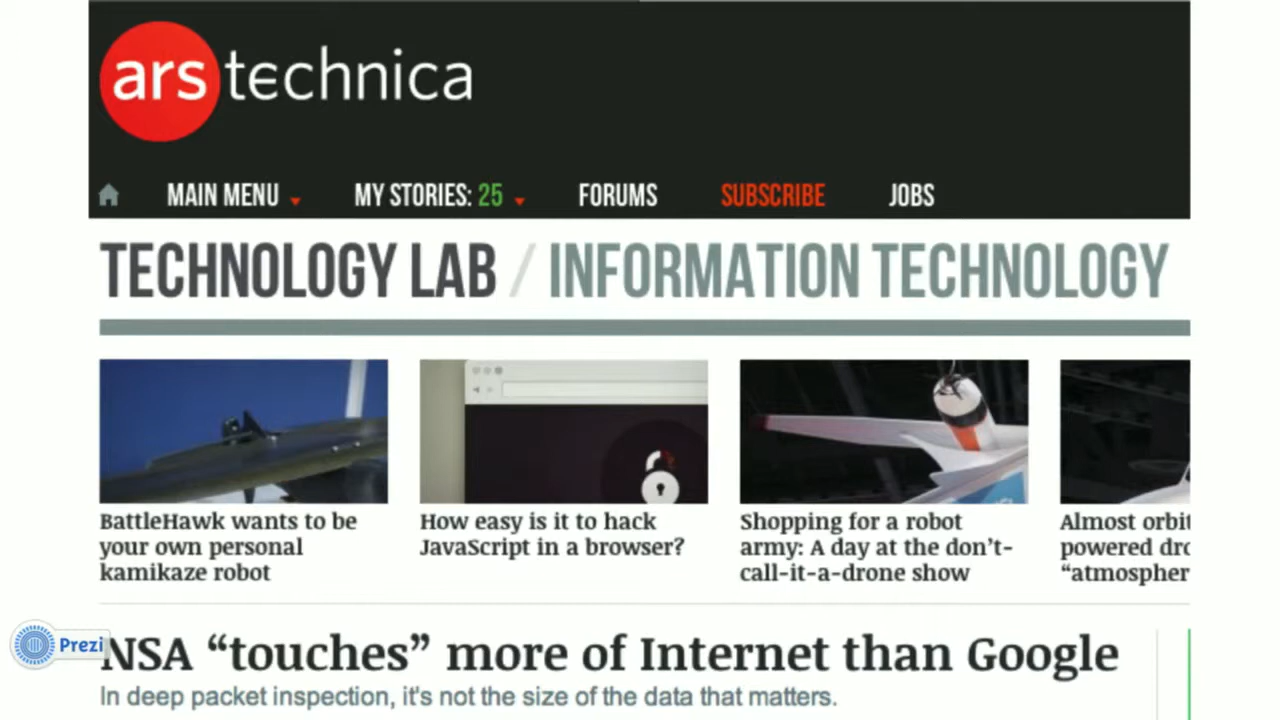 ars technica
MAIN MENU MY STORIES: 25 FORUMS SUBSCRIBE JOBS
TECHNOLOGY LAB / INFORMATION TECHNOLOGY
BattleHawk wants to be
your own personal
kamikaze robot
How easy is it to hack
JavaScript in a browser?
Shopping for a robot
army: A day at the don't-
call-it-a-drone show
Almost
powered
Prezi
NSA “touches” more of Internet than Google
In deep packet inspection, it's not the size of the data that matters.